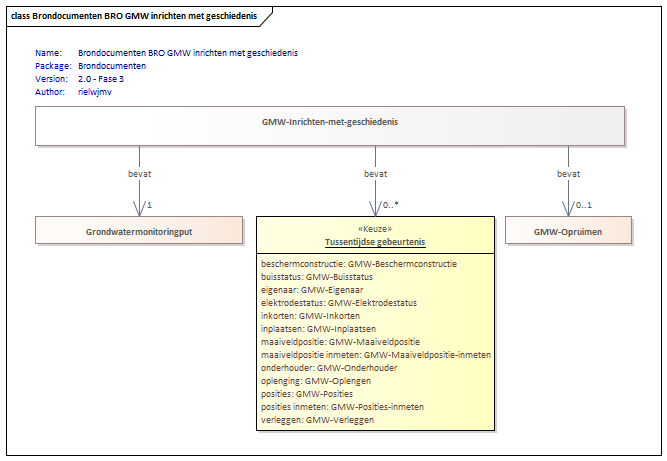 class Brondocumenten BRO GMW inrichten met geschiedenis
Name: Brondocumenten BRO GMW inrichten met geschiedenis
Package: Brondocumenten
Version: 2.0 - Fase 3
Author: rielwjmv
GMW-Inrichten-met-geschiedenis
bevat bevat bevat
1 0..* 0..1
Grondwatermonitoringput
«Keuze»
Tussentijdse gebeurtenis
GMW-Opruimen
beschermconstructie: GMW-Beschermconstructie
buisstatus: GMW-Buisstatus
eigenaar: GMW-Eigenaar
elektrodestatus: GMW-Elektrodestatus
inkorten: GMW-Inkorten
inplaatsen: GMW-Inplaatsen
maaiveldpositie: GMW-Maaiveldpositie
maaiveldpositie inmeten: GMW-Maaiveldpositie-inmeten
onderhouder: GMW-Onderhouder
oplenging: GMW-Oplengen
posities: GMW-Posities
posities inmeten: GMW-Posities-inmeten
verleggen: GMW-Verleggen